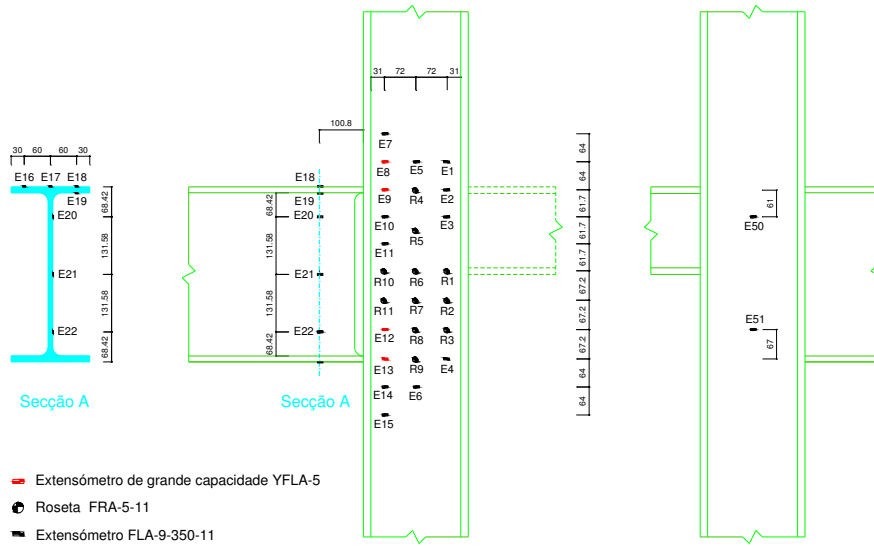 31 72 72 31
100.8
30 60 60 30
E16 E17 E18
E19
E20
E21
E22
68.42
131.58
131.58
68.42
Secção A
E18
E19
E20
E21
E22
68.42
131.58
131.58
68.42
Secção A
E7
E8 E5 E1
E9 R4 E2
E10 R5 E3
E11
R10 R6 R1
R11 R7 R2
E12 R8 R3
E13 R9 E4
E14 E6
E15
64
64
61.7
61.7
61.7
67.2
67.2
67.2
64
64
61
E50
E51
67
Extensómetro de grande capacidade YFLA-5
Roseta FRA-5-11
Extensómetro FLA-9-350-11